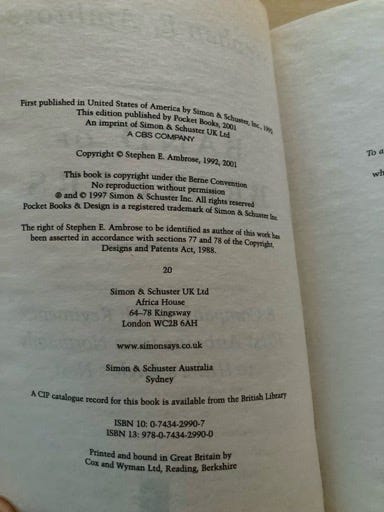 First published in United States of America by Simon & Schuster, Inc.,
This edition published by Pocket Books, 2001
An imprint of Simon & Schuster UK Ltd
A CBS COMPANY
Copyright © Stephen E. Ambrose, 1992, 2001
This book is copyright under the Berne Convention
No reproduction without permission
® and © 1997 Simon & Schuster Inc. All rights reserved
Pocket Books & Design is a registered trademark of Simon & Schuster Inc
The right of Stephen E. Ambrose to be identified as author of this work has
been asserted in accordance with sections 77 and 78 of the Copyright,
Designs and Patents Act, 1988.
20
Simon & Schuster UK Ltd
Africa House
64–78 Kingsway
London WC2B 6AH
www.simonsays.co.uk
Simon & Schuster Australia
Sydney
A CIP catalogue record for this book is available from the British Library
ISBN 10: 0-7434-2990-7
ISBN 13: 978-0-7434-2990-0
Printed and bound in Great Britain by
Cox and Wyman Ltd, Reading, Berkshire
To a
wh